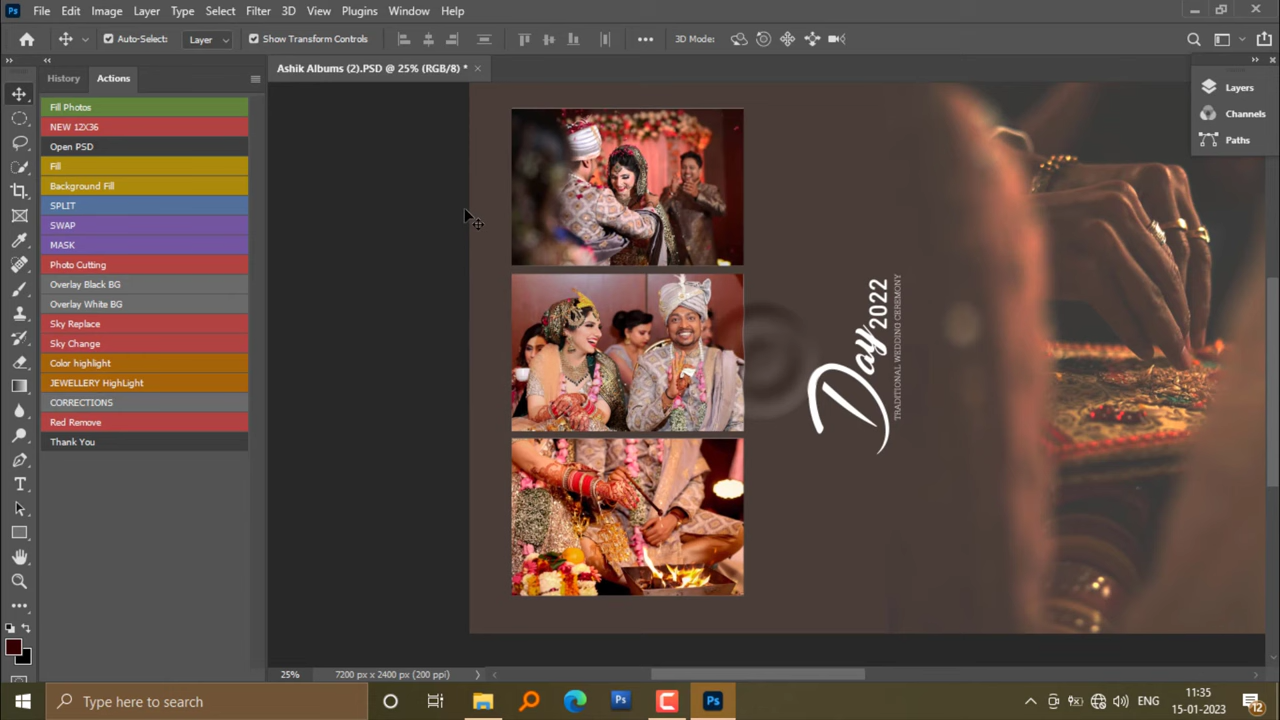 Ps File Edit Image Layer Type Select Filter 3D View Plugins Window Help
Auto-Select: Layer Show Transform Controls 3D Mode:
Ashik Albums (2).PSD @ 25% (RGB/8) *
History Actions
Fill Photos
NEW 12X36
Open PSD
Fill
Background Fill
SPLIT
SWAP
MASK
Photo Cutting
Overlay Black BG
Overlay White BG
Sky Replace
Sky Change
Color highlight
JEWELLERY HighLight
CORRECTIONS
Red Remove
Thank You
Day 2022
TRADITIONAL WEDDING CEREMONY
Layers
Channels
Paths
25% 7200 px x 2400 px (200 ppi)
Type here to search
Ps
Ps
ENG
11:35
15-01-2023
12